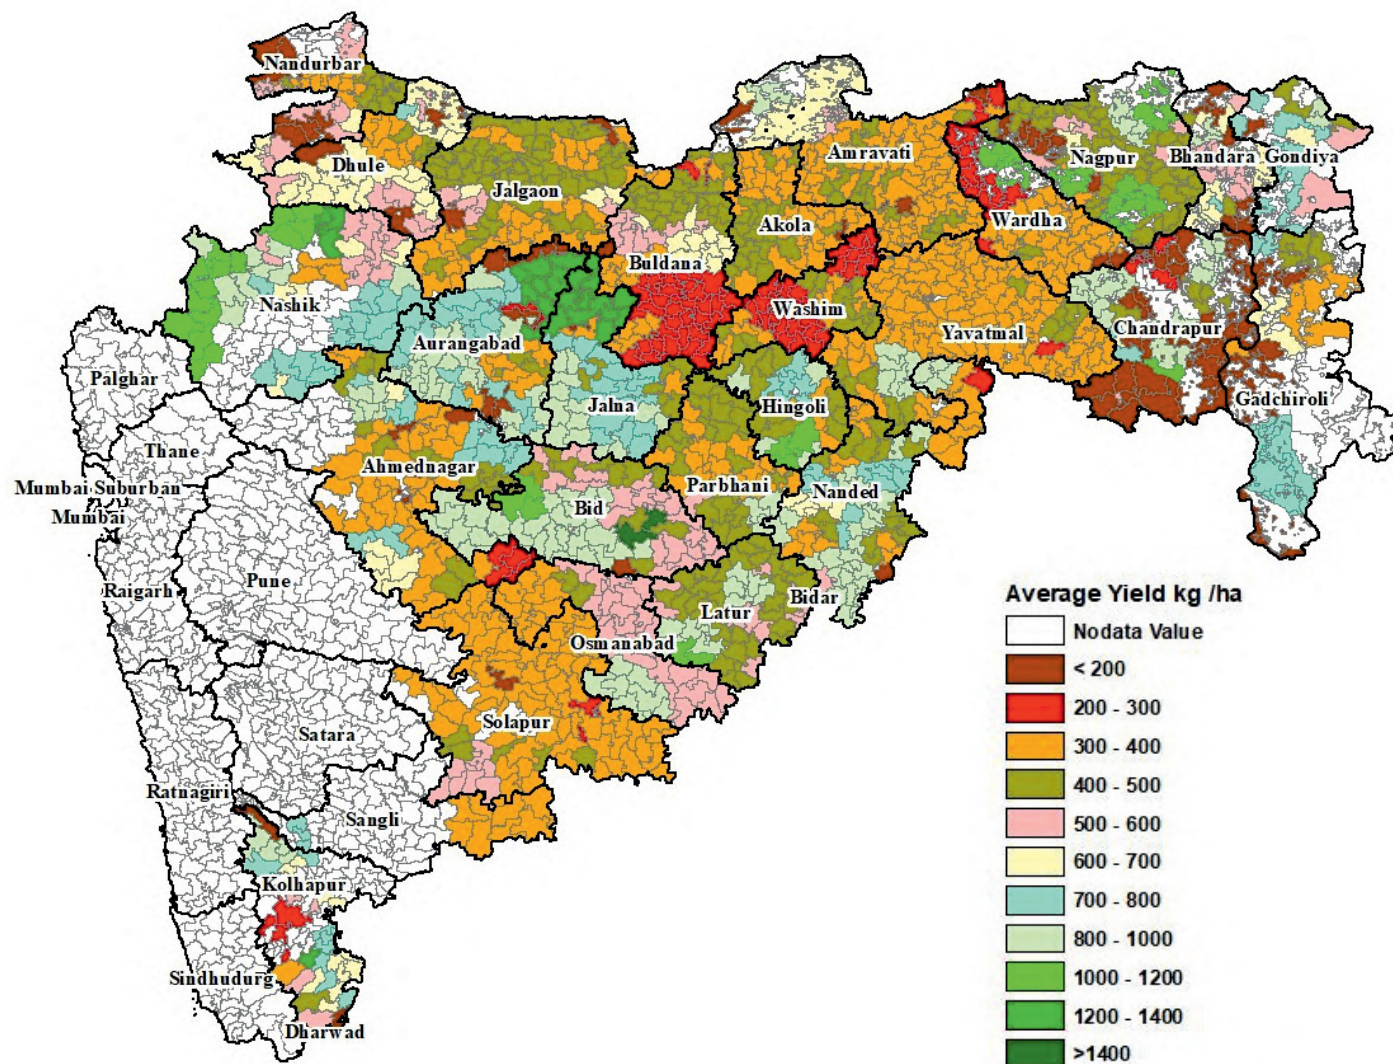 Nandurbar
Dhule
Jalgaon
Buldana
Akola
Amravati
Wardha
Nagpur
Bhandara
Gondiya
Nashik
Aurangabad
Jalna
Washim
Hingoli
Yavatmal
Chandrapur
Gadchiroli
Palghar
Thane
Mumbai Suburban
Mumbai
Ahmednagar
Bid
Parbhani
Nanded
Raigarh
Pune
Latur
Bidar
Osmanabad
Satara
Solapur
Ratnagiri
Sangli
Kolhapur
Sindhudurg
Dharwad
Average Yield kg /ha
Nodata Value
< 200
200 - 300
300 - 400
400 - 500
500 - 600
600 - 700
700 - 800
800 - 1000
1000 - 1200
1200 - 1400
>1400